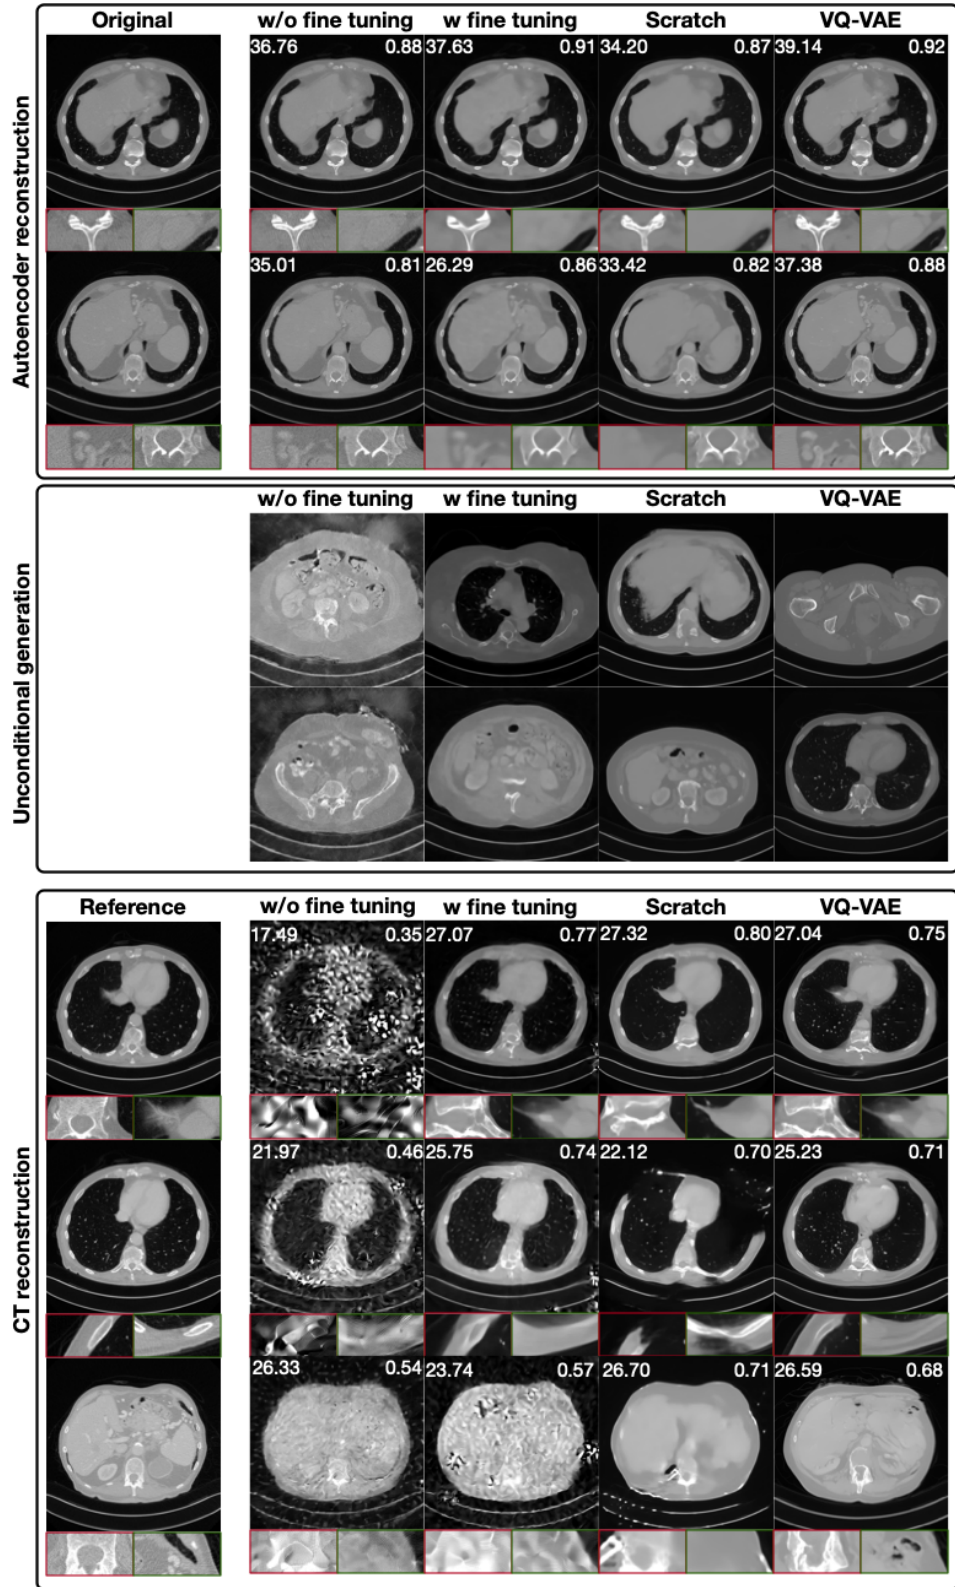 Original w/o fine tuning w fine tuning Scratch VQ-VAE
Autoencoder reconstruction
36.76 0.88 37.63 0.91 34.20 0.87 39.14 0.92
35.01 0.81 26.29 0.86 33.42 0.82 37.38 0.88
w/o fine tuning w fine tuning Scratch VQ-VAE
Unconditional generation
Reference w/o fine tuning w fine tuning Scratch VQ-VAE
CT reconstruction
17.49 0.35 27.07 0.77 27.32 0.80 27.04 0.75
21.97 0.46 25.75 0.74 22.12 0.70 25.23 0.71
26.33 0.54 23.74 0.57 26.70 0.71 26.59 0.68